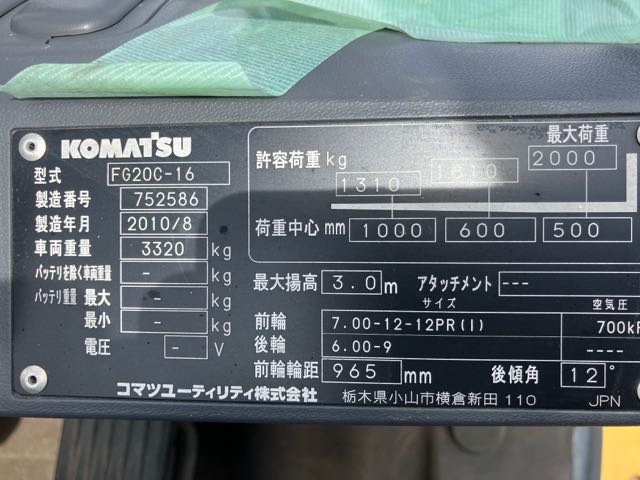 KOMATSU
型式 FG20C-16
製造番号 752586
製造年月 2010/8
車両重量 3320 kg
バッテリを除く車両重量 - kg
バッテリ重量 最大 - kg
最小 - kg
電圧 - V
コマツユーティリティ株式会社
最大荷重
許容荷重 kg 1310 2000
荷重中心 mm 1000 600 500
最大揚高 3.0 m アタッチメント ---
サイズ 空気圧
前輪 7.00-12-12PR(I) 700k
後輪 6.00-9 ----
前輪輪距 965 mm 後傾角 12°
栃木県小山市横倉新田 110 JPN